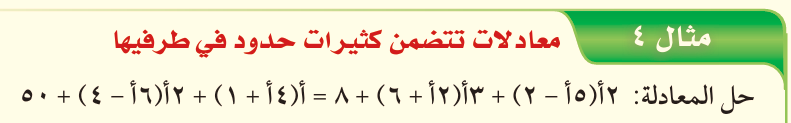 مثال ٤
معادلات تتضمن كثيرات حدود في طرفيها
حل المعادلة: ٢أ(٥أ – ٢) + ٣أ(٢أ + ٦) + ٨ = أ(٤أ + ١) + ٢أ(٦أ – ٤) + ٥٠